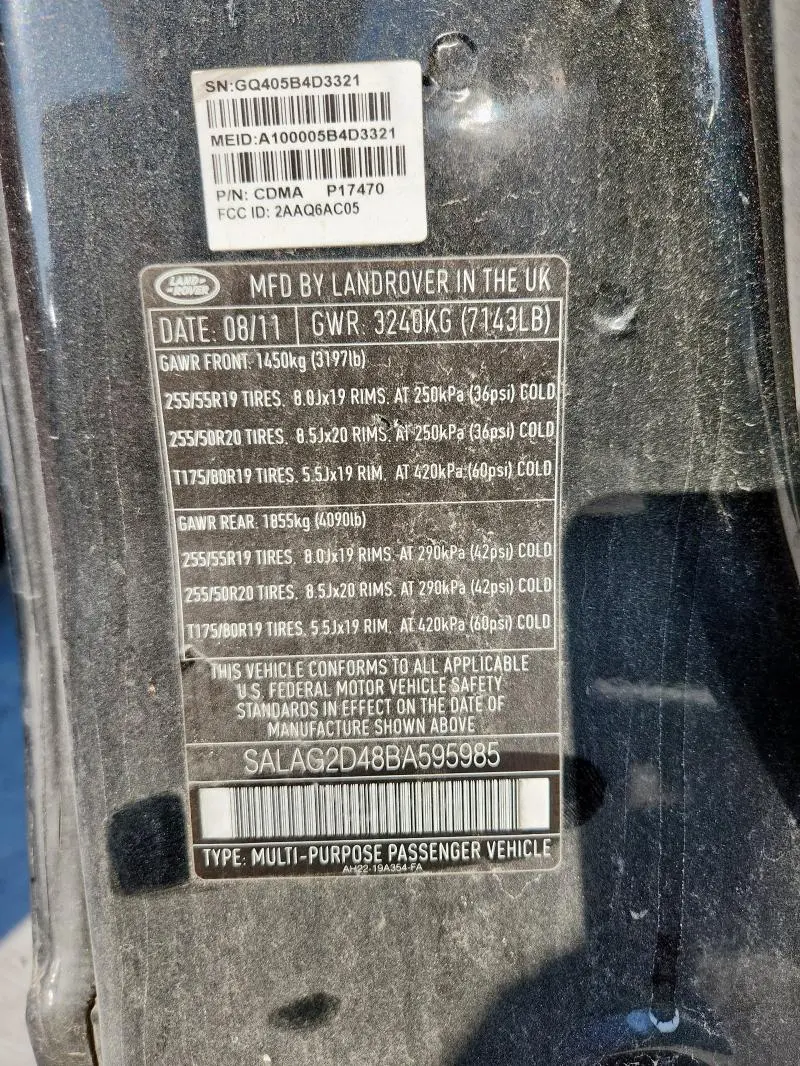 SN:GQ405B4D3321
MEID:A100005B4D3321
P/N: CDMA P17470
FCC ID: 2AAQ6AC05
LAND ROVER
MFD BY LANDROVER IN THE UK
DATE: 08/11 GWR: 3240KG (7143LB)
GAWR FRONT: 1450kg (3197lb)
255/55R19 TIRES. 8.0Jx19 RIMS. AT 250kPa (36psi) COLD
255/50R20 TIRES. 8.5Jx20 RIMS. AT 250kPa (36psi) COLD
T175/80R19 TIRES. 5.5Jx19 RIM. AT 420kPa (60psi) COLD
GAWR REAR: 1855kg (4090lb)
255/55R19 TIRES. 8.0Jx19 RIMS. AT 290kPa (42psi) COLD
255/50R20 TIRES. 8.5Jx20 RIMS. AT 290kPa (42psi) COLD
T175/80R19 TIRES. 5.5Jx19 RIM. AT 420kPa (60psi) COLD
THIS VEHICLE CONFORMS TO ALL APPLICABLE
U.S. FEDERAL MOTOR VEHICLE SAFETY
STANDARDS IN EFFECT ON THE DATE OF
MANUFACTURE SHOWN ABOVE
SALAG2D48BA595985
TYPE: MULTI-PURPOSE PASSENGER VEHICLE
AH22-19A354-FA